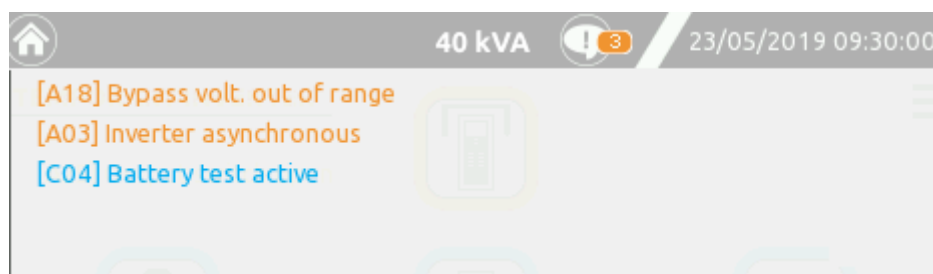 40 kVA 3 23/05/2019 09:30:00
[A18] Bypass volt. out of range
[A03] Inverter asynchronous
[C04] Battery test active